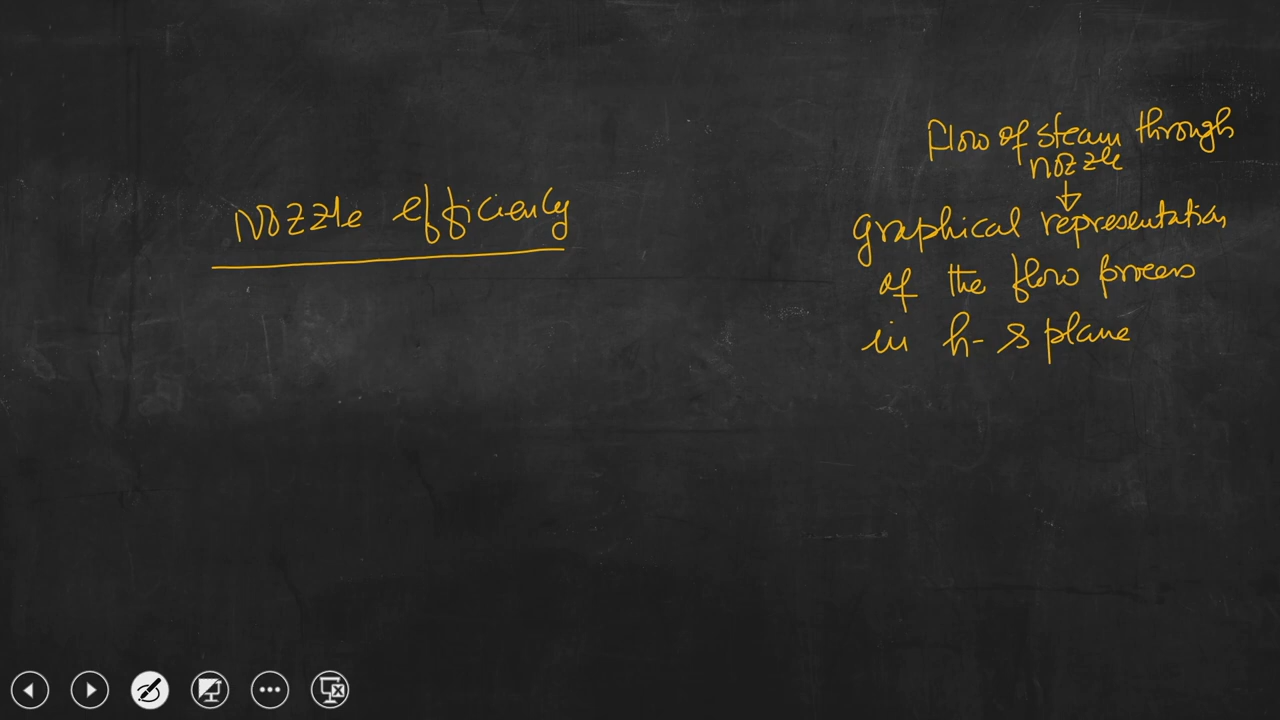 Nozzle efficiency
Flow of steam through
nozzle
graphical representation
of the flow process
in h-s plane